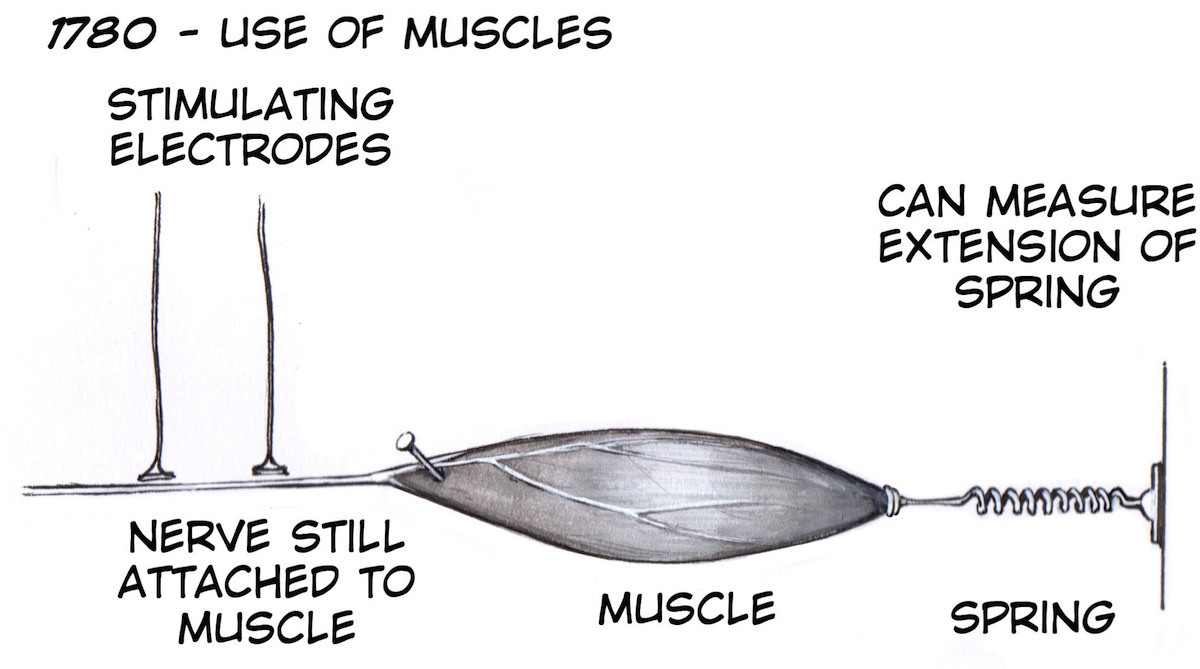 1780 - USE OF MUSCLES
STIMULATING
ELECTRODES
CAN MEASURE
EXTENSION OF
SPRING
NERVE STILL
ATTACHED TO
MUSCLE
MUSCLE
SPRING